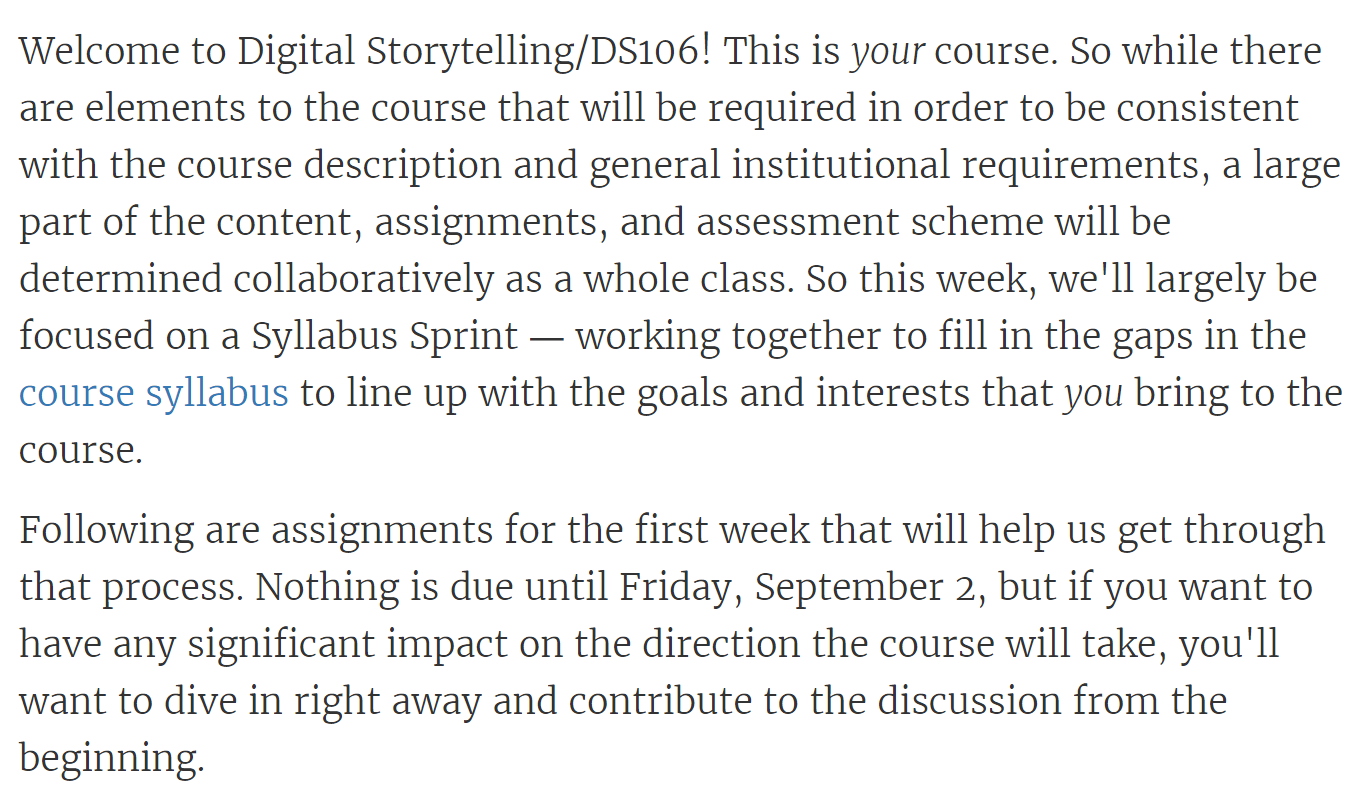 Welcome to Digital Storytelling/DS106! This is your course. So while there
are elements to the course that will be required in order to be consistent
with the course description and general institutional requirements, a large
part of the content, assignments, and assessment scheme will be
determined collaboratively as a whole class. So this week, we'll largely be
focused on a Syllabus Sprint — working together to fill in the gaps in the
course syllabus to line up with the goals and interests that you bring to the
course.
Following are assignments for the first week that will help us get through
that process. Nothing is due until Friday, September 2, but if you want to
have any significant impact on the direction the course will take, you'll
want to dive in right away and contribute to the discussion from the
beginning.